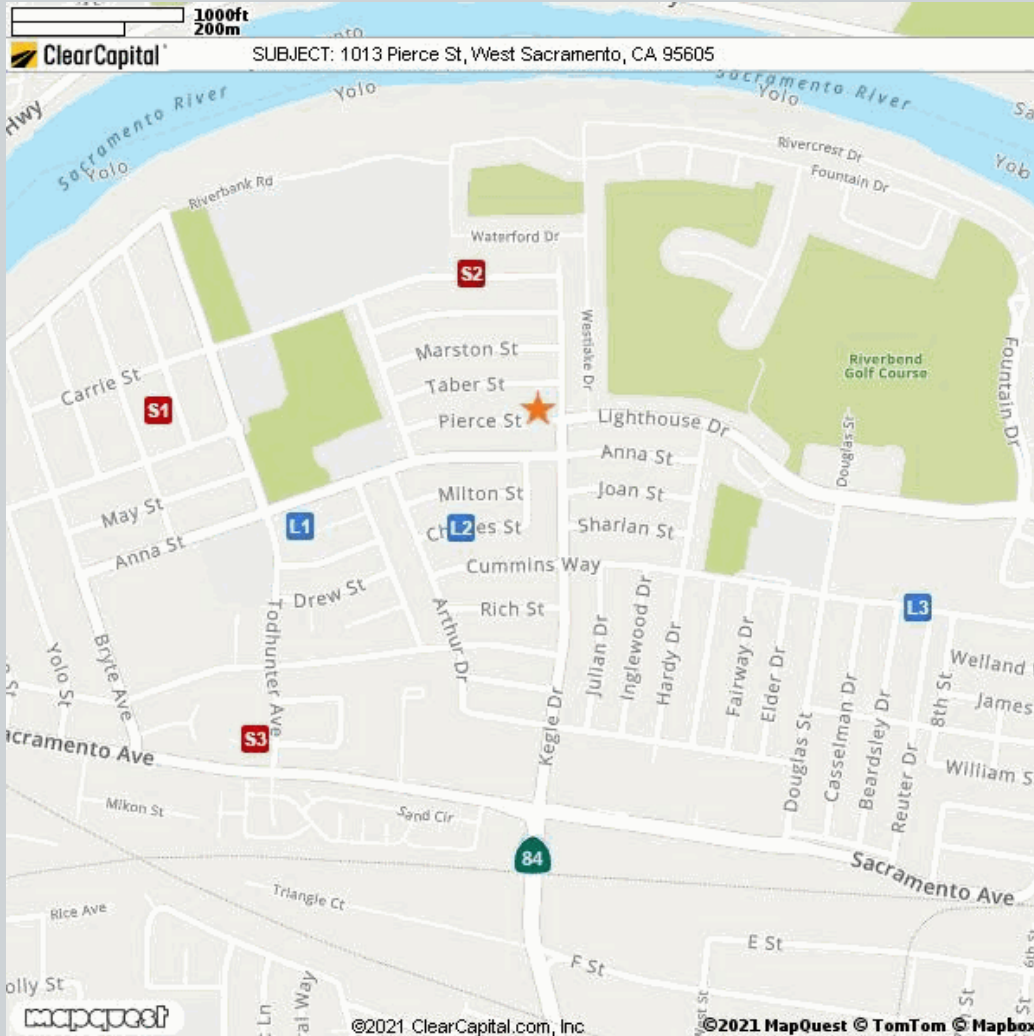 1000ft
200m
ClearCapital
SUBJECT: 1013 Pierce St, West Sacramento, CA 95605
Hwy
Sacramento River
Yolo
Yolo
Sacramento River
Yolo
Yolo
Riverbank Rd
Rivercrest Dr
Fountain Dr
Waterford Dr
S2
Westlake Dr
Marston St
Taber St
Pierce St
Carrie St
S1
Riverbend
Golf Course
Fountain Dr
Lighthouse Dr
Douglas St
Anna St
Milton St
Joan St
May St
L1
L2
Sharlan St
Anna St
Cummins Way
Drew St
Rich St
L3
Todhunter Ave
Arthur Dr
Julian Dr
Inglewood Dr
Hardy Dr
Fairway Dr
Elder Dr
Yolo St
Bryte Ave
Welland
James
8th St
Kegle Dr
S3
Douglas St
Casselman Dr
Beardsley Dr
Reuter Dr
William S
acramento Ave
Mikon St
Sand Cir
84
Sacramento Ave
Triangle Ct
Rice Ave
E St
F St
olly St
mapquest
©2021 ClearCapital.com, Inc
©2021 MapQuest © TomTom © Mapbox